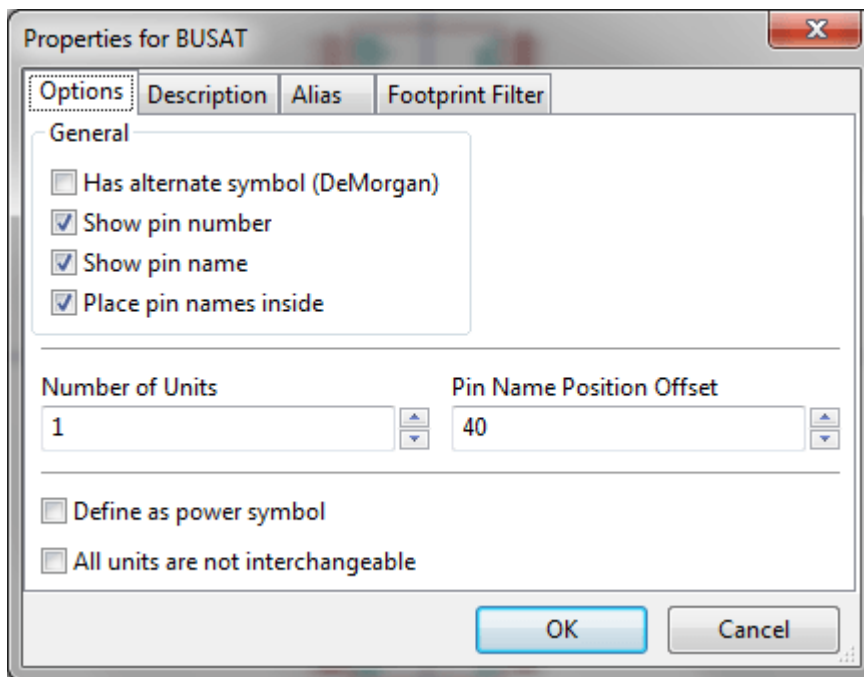 Properties for BUSAT
Options Description Alias Footprint Filter
General
Has alternate symbol (DeMorgan)
Show pin number
Show pin name
Place pin names inside
Number of Units Pin Name Position Offset
1 40
Define as power symbol
All units are not interchangeable
OK Cancel